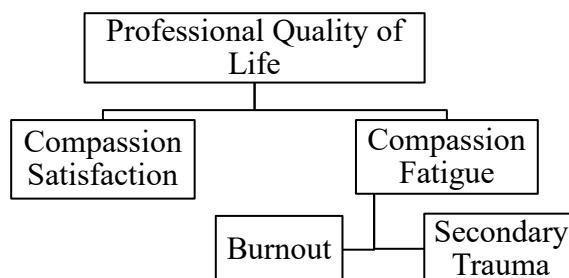 Professional Quality of
Life
Compassion
Satisfaction
Compassion
Fatigue
Burnout
Secondary
Trauma